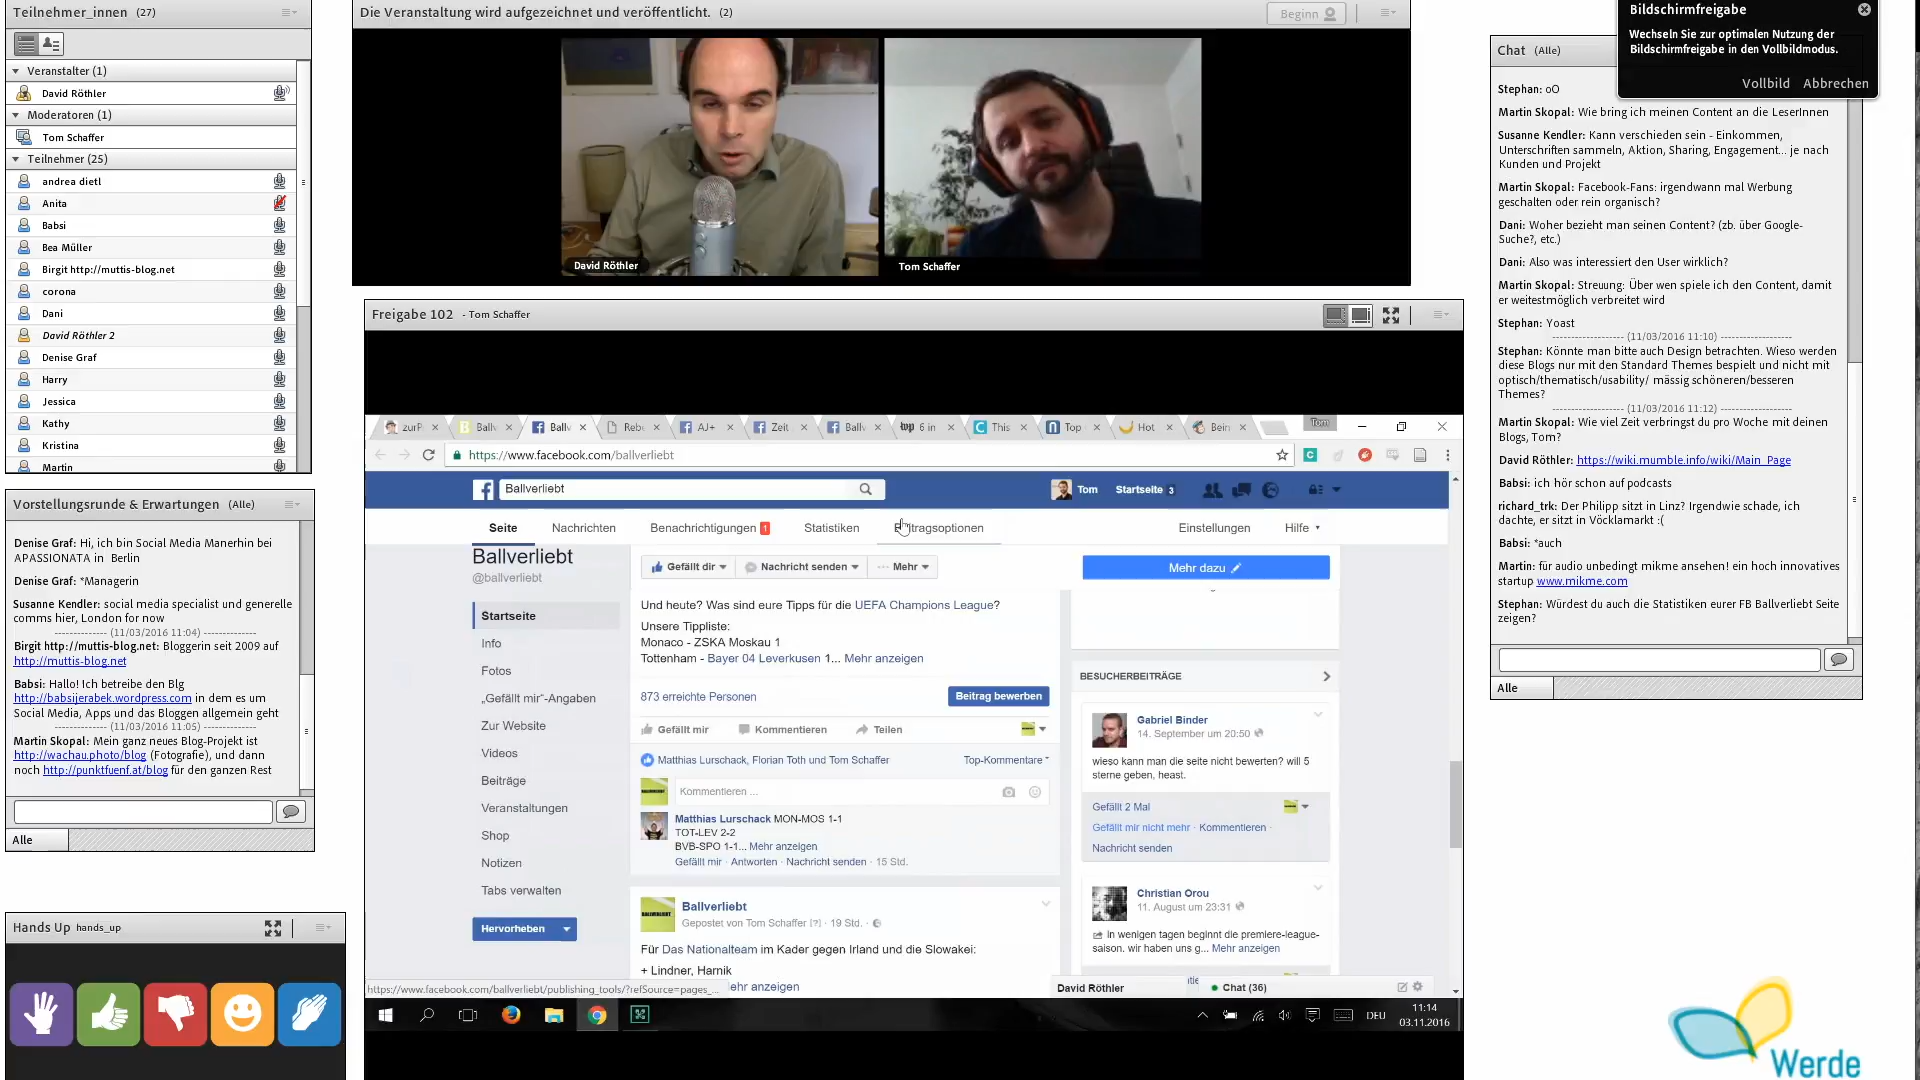 Teilnehmer_innen (27)
Veranstalter (1)
David Röthler
Moderatoren (1)
Tom Schaffer
Teilnehmer (25)
andrea dietl
Anita
Babsi
Bea Müller
Birgit http://muttis-blog.net
corona
Dani
David Röthler 2
Denise Graf
Harry
Jessica
Kathy
Kristina
Martin
Vorstellungsrunde & Erwartungen (Alle)
Denise Graf: Hi, ich bin Social Media Manerhin bei
APASSIONATA in Berlin
Denise Graf: *Managerin
Susanne Kendler: social media specialist und generelle
comms hier, London for now
-------------- (11/03/2016 11:04) --------------
Birgit http://muttis-blog.net: Bloggerin seit 2009 auf
http://muttis-blog.net
Babsi: Hallo! Ich betreibe den Blg
http://babsijerabek.wordpress.com in dem es um
Social Media, Apps und das Bloggen allgemein geht
-------------- (11/03/2016 11:05) --------------
Martin Skopal: Mein ganz neues Blog-Projekt ist
http://wachau.photo/blog (Fotografie), und dann
noch http://punktfuenf.at/blog für den ganzen Rest
Alle
Hands Up hands_up
Die Veranstaltung wird aufgezeichnet und veröffentlicht. (2)
Beginn
David Röthler
Tom Schaffer
Freigabe 102 - Tom Schaffer
zurP
Ballv
Ballv
Rebe
AJ+
Zeit
Ballv
top 6 in
This
Top
Hot
Bein
Tom
https://www.facebook.com/ballverliebt
Ballverliebt
Tom
Startseite 3
Seite
Nachrichten
Benachrichtigungen 1
Statistiken
itragsoptionen
Einstellungen
Hilfe
Ballverliebt
@ballverliebt
Gefällt dir
Nachricht senden
Mehr
Mehr dazu
Startseite
Info
Fotos
„Gefällt mir“-Angaben
Zur Website
Videos
Beiträge
Veranstaltungen
Shop
Notizen
Tabs verwalten
Hervorheben
Und heute? Was sind eure Tipps für die UEFA Champions League?
Unsere Tippliste:
Monaco - ZSKA Moskau 1
Tottenham - Bayer 04 Leverkusen 1... Mehr anzeigen
873 erreichte Personen
Beitrag bewerben
Gefällt mir
Kommentieren
Teilen
Matthias Lurschack, Florian Toth und Tom Schaffer
Top-Kommentare
Kommentieren ...
Matthias Lurschack MON-MOS 1-1
TOT-LEV 2-2
BVB-SPO 1-1... Mehr anzeigen
Gefällt mir · Antworten · Nachricht senden · 15 Std.
Ballverliebt
Gepostet von Tom Schaffer [?] · 19 Std. ·
Für Das Nationalteam im Kader gegen Irland und die Slowakei:
+ Lindner, Harnik
ehr anzeigen
https://www.facebook.com/ballverliebt/publishing_tools/?refSource=pages_...
BESUCHERBEITRÄGE
Gabriel Binder
14. September um 20:50
wieso kann man die seite nicht bewerten? will 5
sterne geben, heast.
Gefällt 2 Mal
Gefällt mir nicht mehr · Kommentieren ·
Nachricht senden
Christian Orou
11. August um 23:31
In wenigen tagen beginnt die premiere-league-
saison. wir haben uns g... Mehr anzeigen
David Röthler
Chat (36)
DEU
11:14
03.11.2016
Bildschirmfreigabe
Wechseln Sie zur optimalen Nutzung der
Bildschirmfreigabe in den Vollbildmodus.
Vollbild
Abbrechen
Chat (Alle)
Stephan: oO
Martin Skopal: Wie bring ich meinen Content an die LeserInnen
Susanne Kendler: Kann verschieden sein - Einkommen,
Unterschriften sammeln, Aktion, Sharing, Engagement... je nach
Kunden und Projekt
Martin Skopal: Facebook-Fans: irgendwann mal Werbung
geschalten oder rein organisch?
Dani: Woher bezieht man seinen Content? (zb. über Google-
Suche?, etc.)
Dani: Also was interessiert den User wirklich?
Martin Skopal: Streuung: Über wen spiele ich den Content, damit
er weitestmöglich verbreitet wird
Stephan: Yoast
------------------- (11/03/2016 11:10) -------------------
Stephan: Könnte man bitte auch Design betrachten. Wieso werden
diese Blogs nur mit den Standard Themes bespielt und nicht mit
optisch/thematisch/usability/ mässig schöneren/besseren
Themes?
------------------- (11/03/2016 11:12) -------------------
Martin Skopal: Wie viel Zeit verbringst du pro Woche mit deinen
Blogs, Tom?
David Röthler: https://wiki.mumble.info/wiki/Main_Page
Babsi: ich hör schon auf podcasts
richard_trk: Der Philipp sitzt in Linz? Irgendwie schade, ich
dachte, er sitzt in Vöcklamarkt :(
Babsi: *auch
Martin: für audio unbedingt mikme ansehen! ein hoch innovatives
startup www.mikme.com
Stephan: Würdest du auch die Statistiken eurer FB Ballverliebt Seite
zeigen?
Alle
Werde